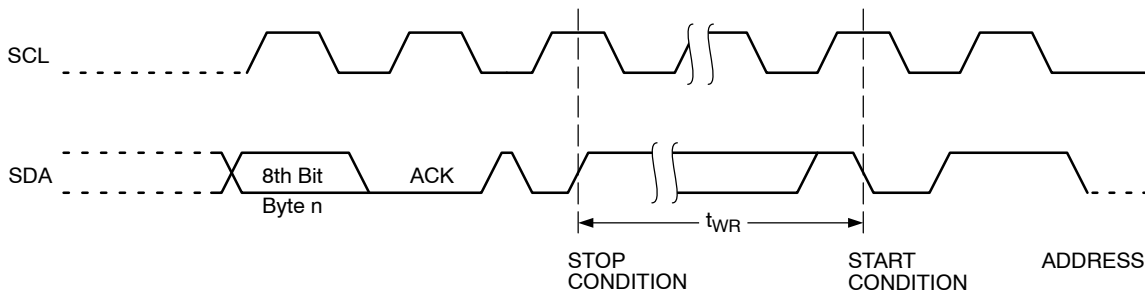 SCL
SDA
8th Bit
Byte n
ACK
tWR
STOP
CONDITION
START
CONDITION
ADDRESS